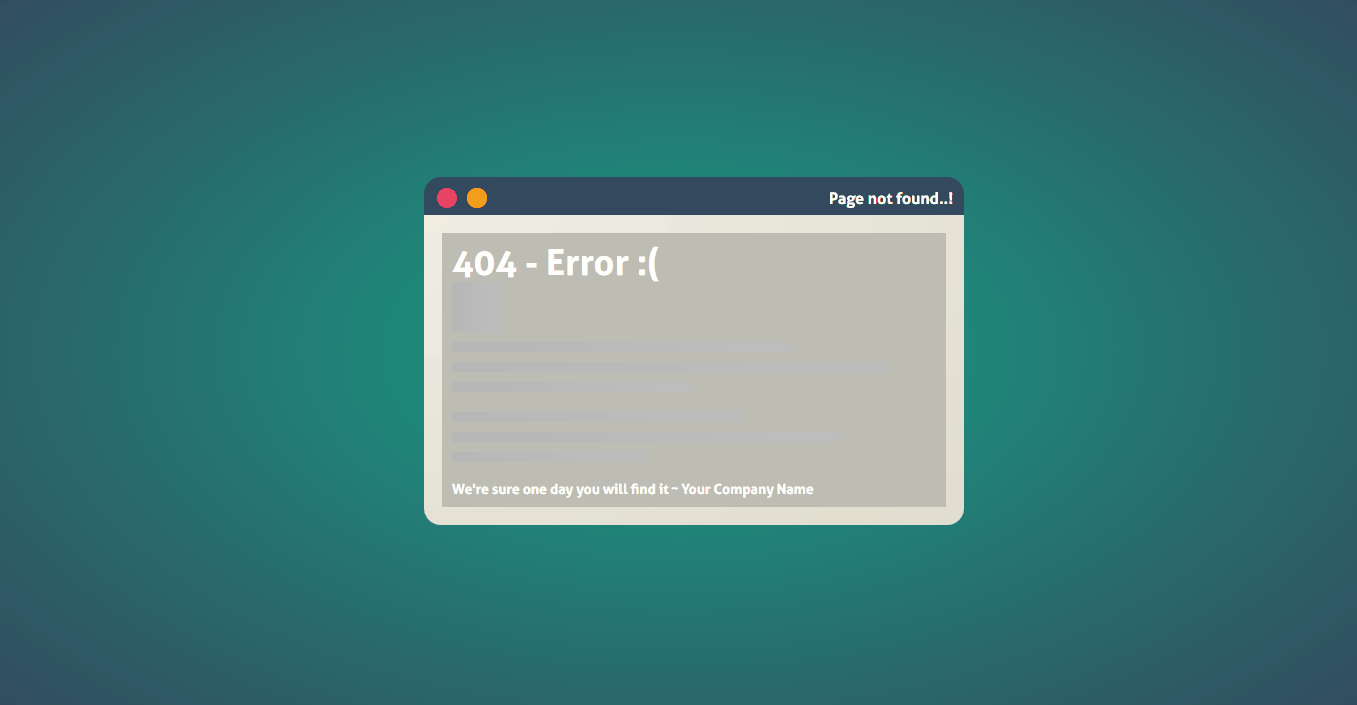 Page not found..!
404 - Error :(
We're sure one day you will find it ~ Your Company Name